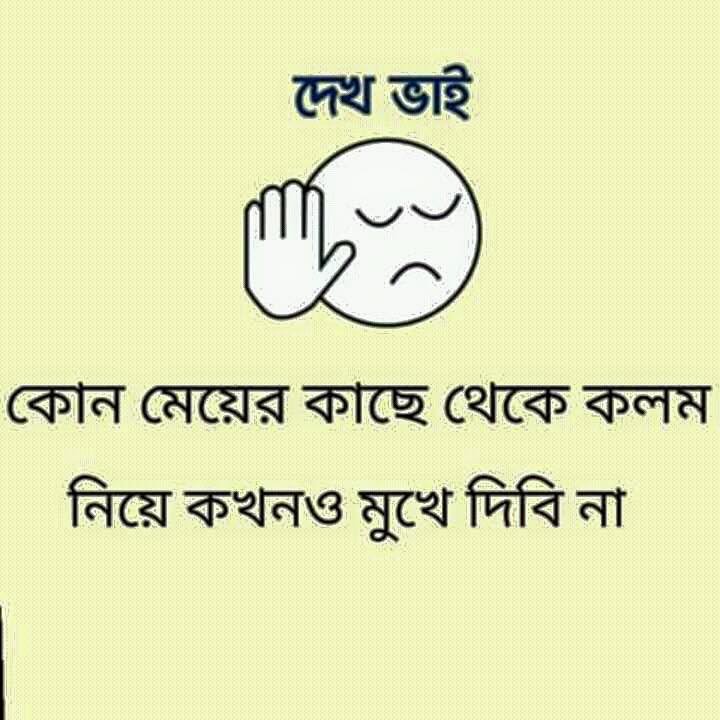 দেখ ভাই
কোন মেয়ের কাছে থেকে কলম
নিয়ে কখনও মুখে দিবি না